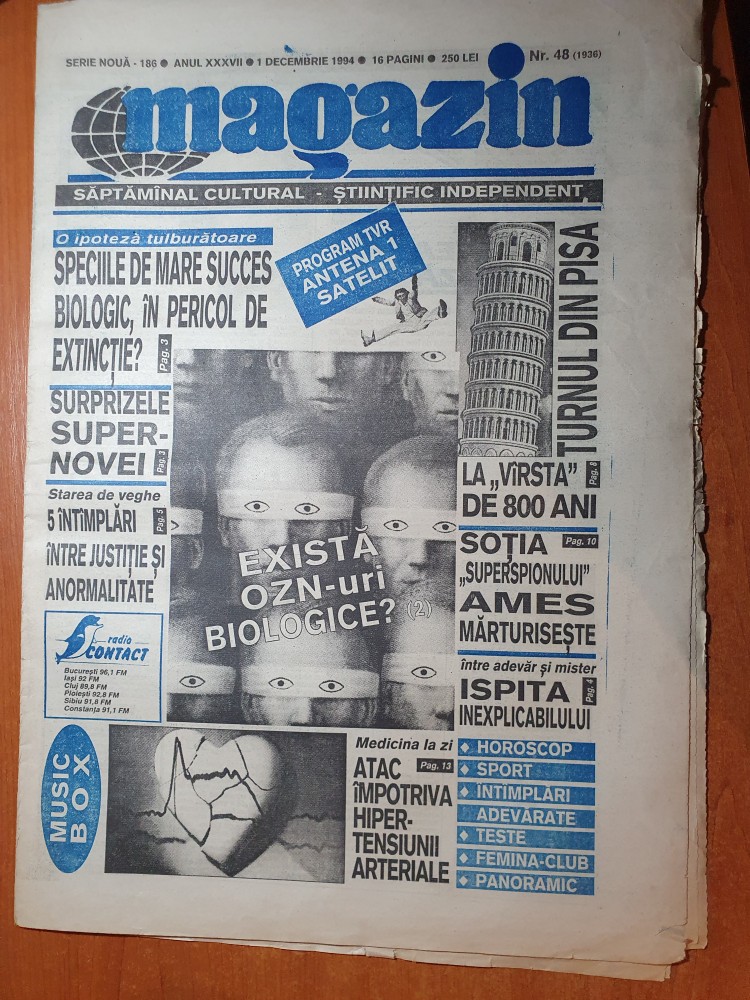 SERIE NOUĂ - 186 ● ANUL XXXVII ● 1 DECEMBRIE 1994 ● 16 PAGINI ● 250 LEI Nr. 48 (1936)
magazin
SĂPTĂMÎNAL CULTURAL - ȘTIINȚIFIC INDEPENDENT
O ipoteză tulburătoare
SPECIILE DE MARE SUCCES
BIOLOGIC, ÎN PERICOL DE
EXTINCȚIE? Pag. 3
PROGRAM TVR
ANTENA 1
SATELIT
TURNUL DIN PISA
LA „VÎRSTA” Pag. 8
DE 800 ANI
SURPRIZELE
SUPER-
NOVEI Pag. 3
Starea de veghe
5 ÎNTÎMPLĂRI Pag. 5
ÎNTRE JUSTIȚIE ȘI
ANORMALITATE
EXISTĂ
OZN-uri
BIOLOGICE? (2)
SOȚIA Pag. 10
„SUPERSPIONULUI”
AMES
MĂRTURISEȘTE
între adevăr și mister
ISPITA Pag. 4
INEXPLICABILULUI
radio
CONTACT
București 96,1 FM
Iași 92 FM
Cluj 89,8 FM
Ploiești 92,8 FM
Sibiu 91,8 FM
Constanța 91,1 FM
MUSIC
BOX
Medicina la zi
ATAC Pag. 13
ÎMPOTRIVA
HIPER-
TENSIUNII
ARTERIALE
♦ HOROSCOP
♦ SPORT
♦ INTÎMPLĂRI
ADEVĂRATE
♦ TESTE
♦ FEMINA-CLUB
♦ PANORAMIC